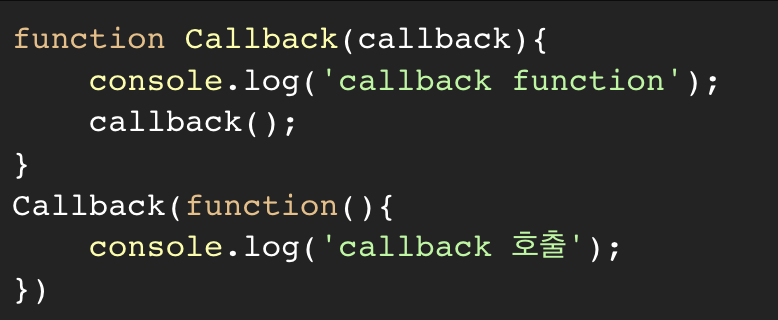 function Callback(callback){
    console.log('callback function');
    callback();
}
Callback(function(){
    console.log('callback 호출');
})